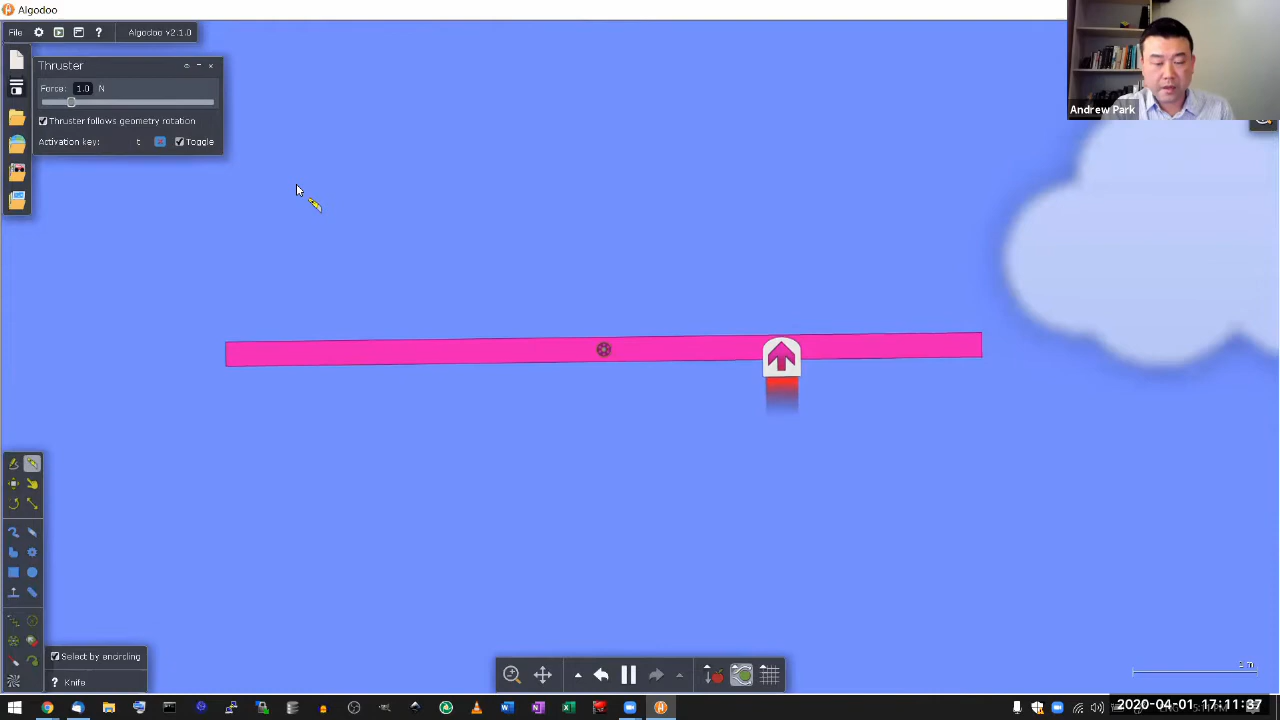 Algodoo
File ? Algodoo v2.1.0
Thruster
Force: 1.0 N
Thruster follows geometry rotation
Activation key: t Toggle
Andrew Park
Select by encircling
? Knife
1 m
2020-04-01 17:11:37